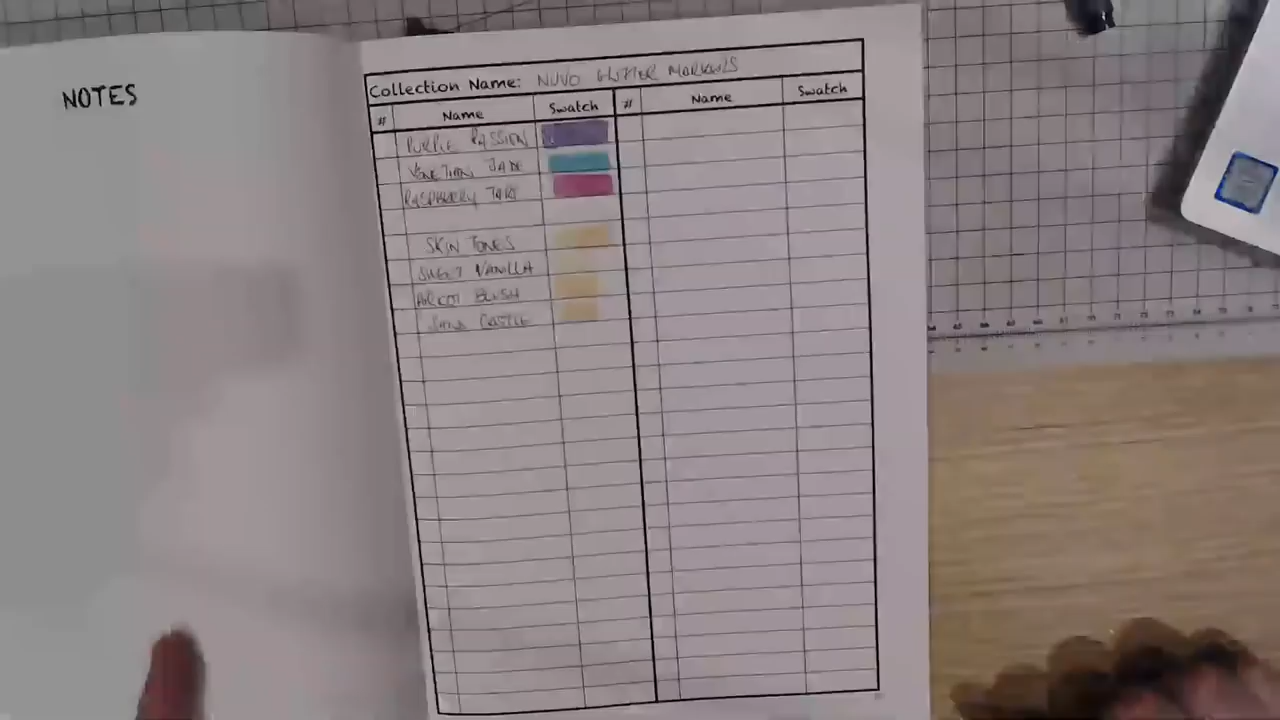 NOTES
Collection Name: NUVO GLITTER MARKERS
# Name Swatch # Name Swatch
PURPLE PASSION
VENETIAN JADE
RASPBERRY TART
SKIN TONES
SWEET VANILLA
APRICOT BLUSH
SAND CASTLE